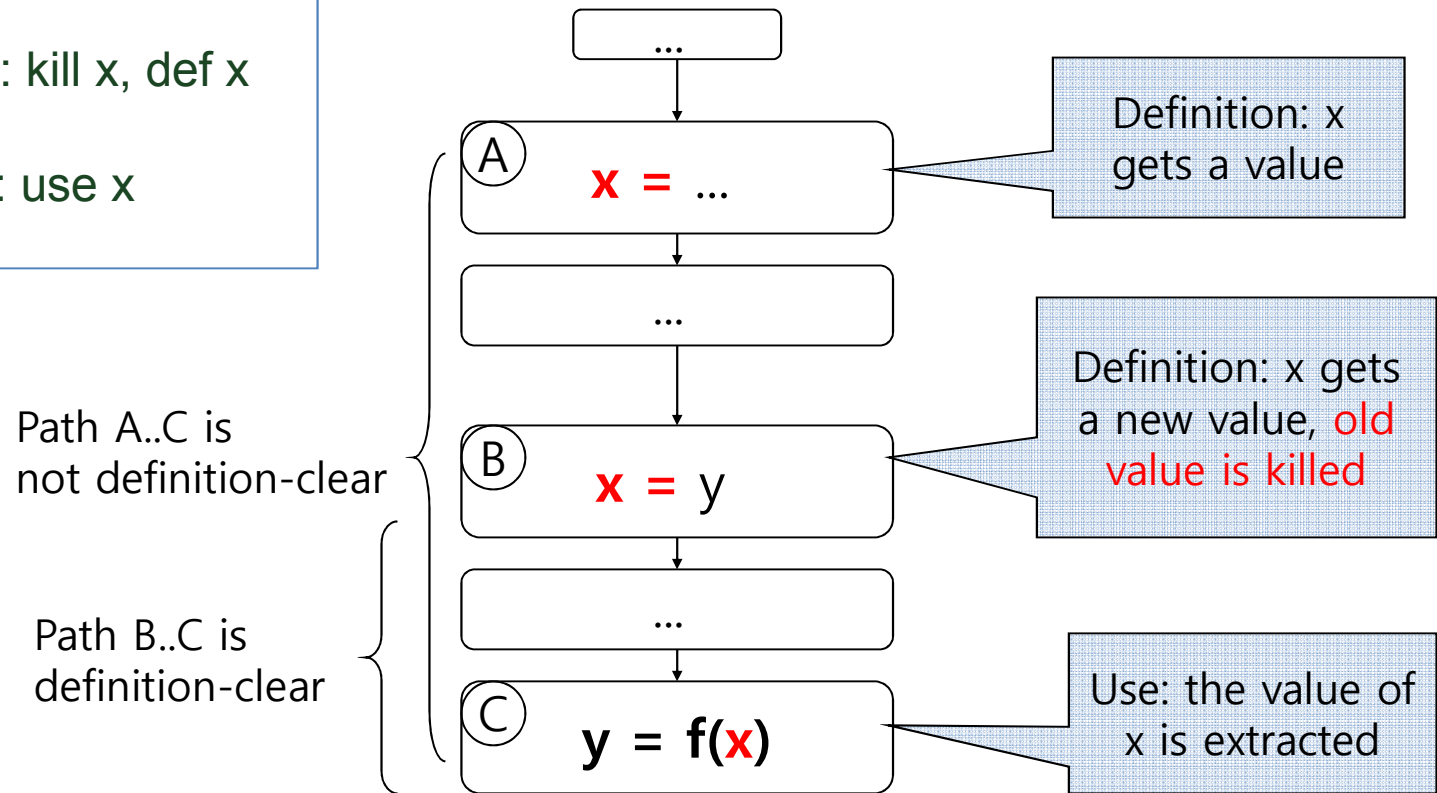 : kill x, def x
: use x
...
A
x = ...
Definition: x
gets a value
...
Path A..C is
not definition-clear
B
x = y
Definition: x gets
a new value, old
value is killed
...
Path B..C is
definition-clear
C
y = f(x)
Use: the value of
x is extracted